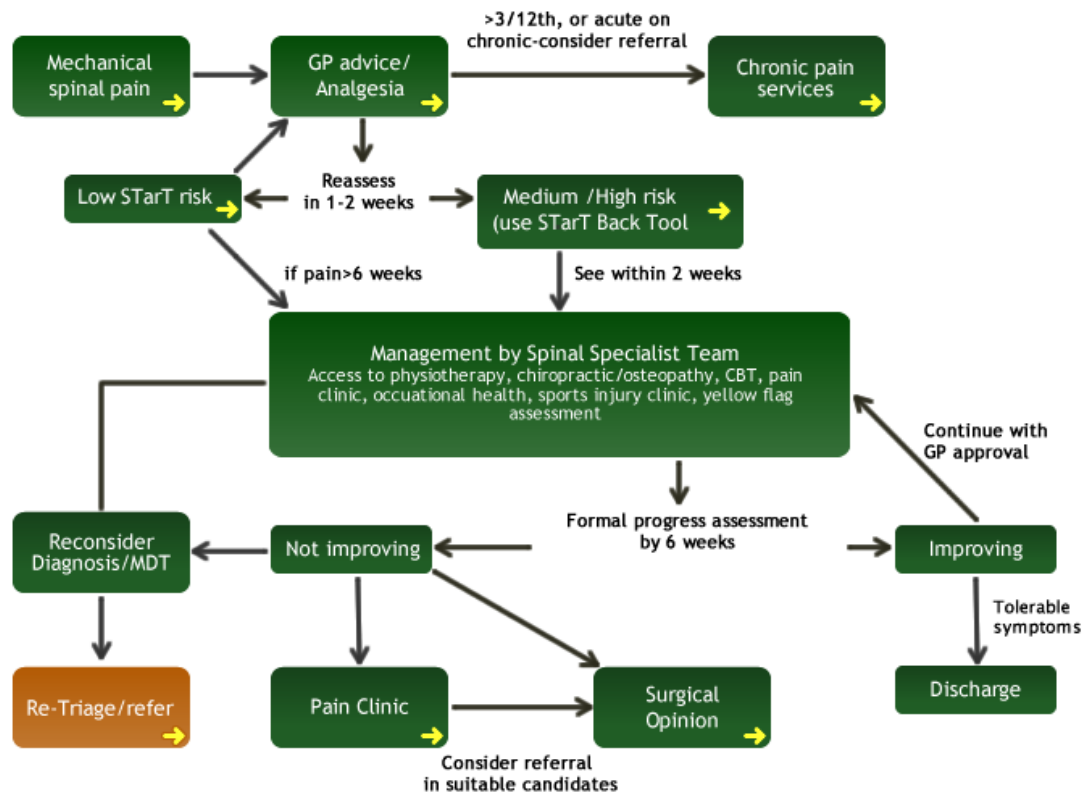 >3/12th, or acute on
chronic-consider referral
Mechanical
spinal pain
GP advice/
Analgesia
Chronic pain
services
Low STarT risk
Reassess
in 1-2 weeks
Medium /High risk
(use STarT Back Tool
if pain>6 weeks
See within 2 weeks
Management by Spinal Specialist Team
Access to physiotherapy, chiropractic/osteopathy, CBT, pain
clinic, occuational health, sports injury clinic, yellow flag
assessment
Continue with
GP approval
Formal progress assessment
by 6 weeks
Reconsider
Diagnosis/MDT
Not improving
Improving
Tolerable
symptoms
Re-Triage/refer
Pain Clinic
Surgical
Opinion
Discharge
Consider referral
in suitable candidates